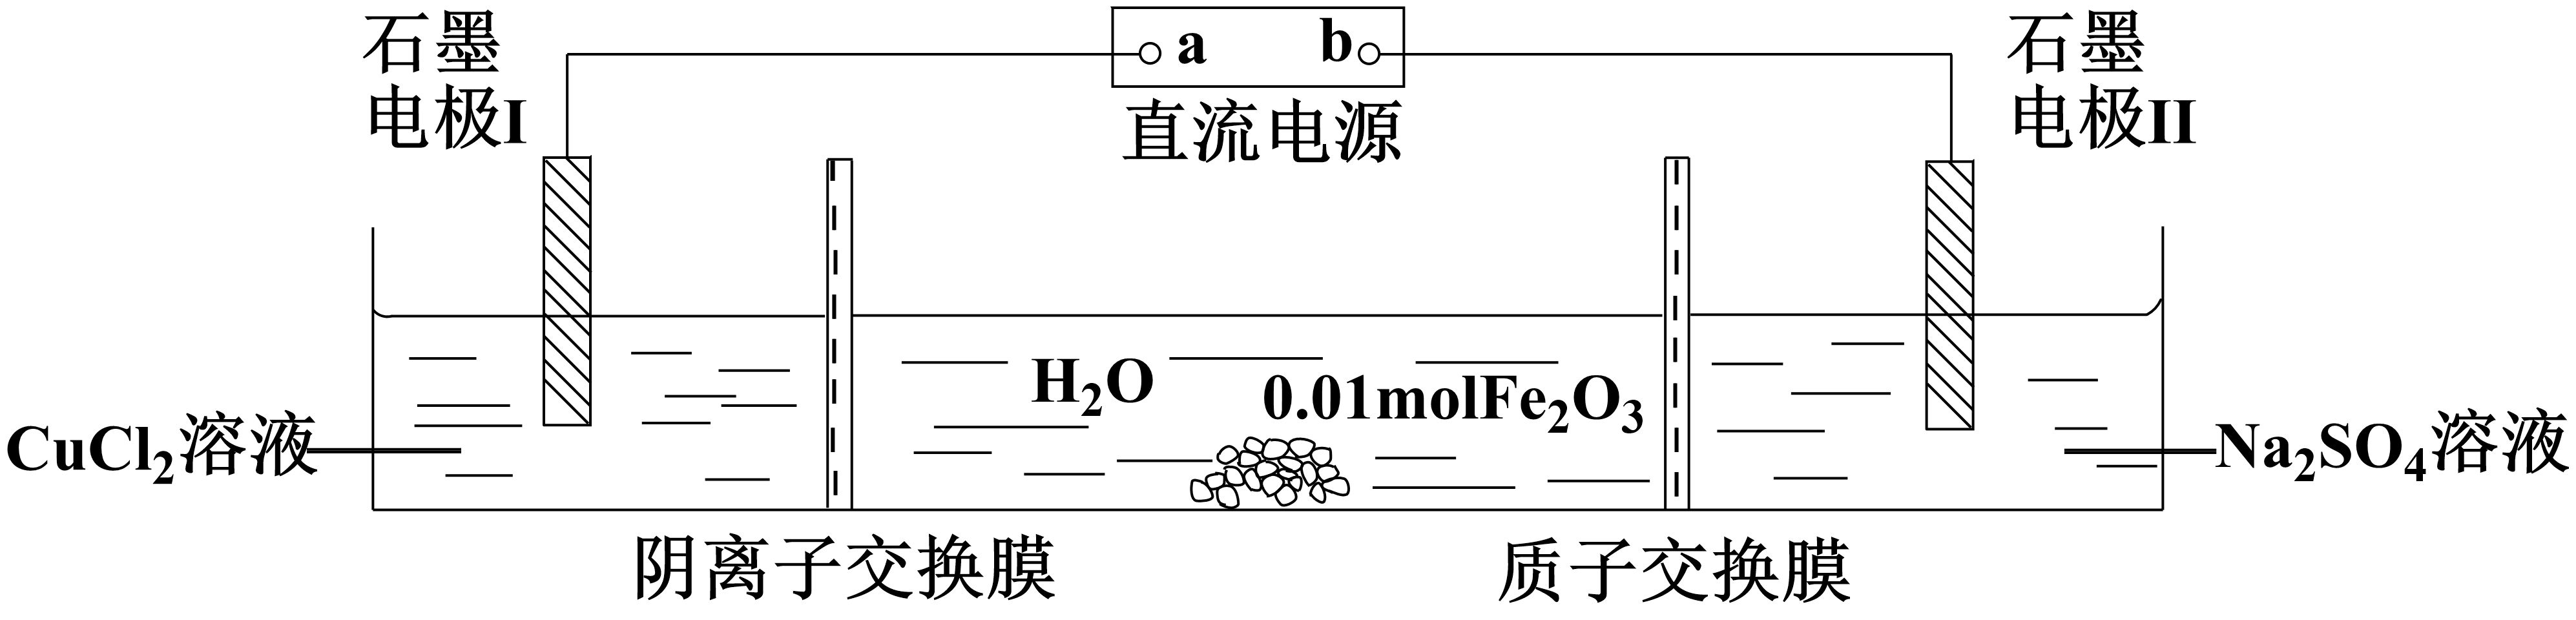 石墨
电极I
a
b
直流电源
石墨
电极II
H₂O
0.01molFe₂O₃
CuCl₂溶液
Na₂SO₄溶液
阴离子交换膜
质子交换膜